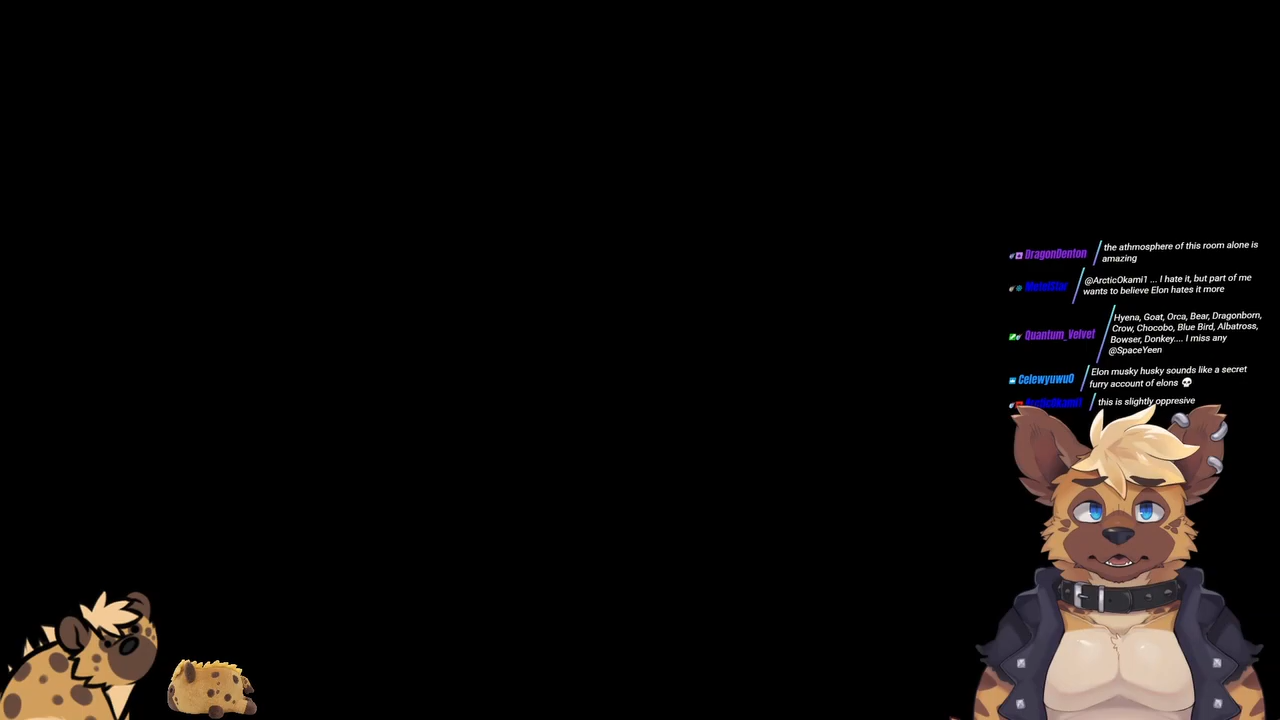 DragonDenton the athmosphere of this room alone is
amazing
MefelStar @ArcticOkami1 ... I hate it, but part of me
wants to believe Elon hates it more
Quantum_Velvet Hyena, Goat, Orca, Bear, Dragonborn,
Crow, Chocobo, Blue Bird, Albatross,
Bowser, Donkey.... I miss any
@SpaceYeen
Celewyuwu0 Elon musky husky sounds like a secret
furry account of elons 💀
ArcticOkami1 this is slightly oppresive